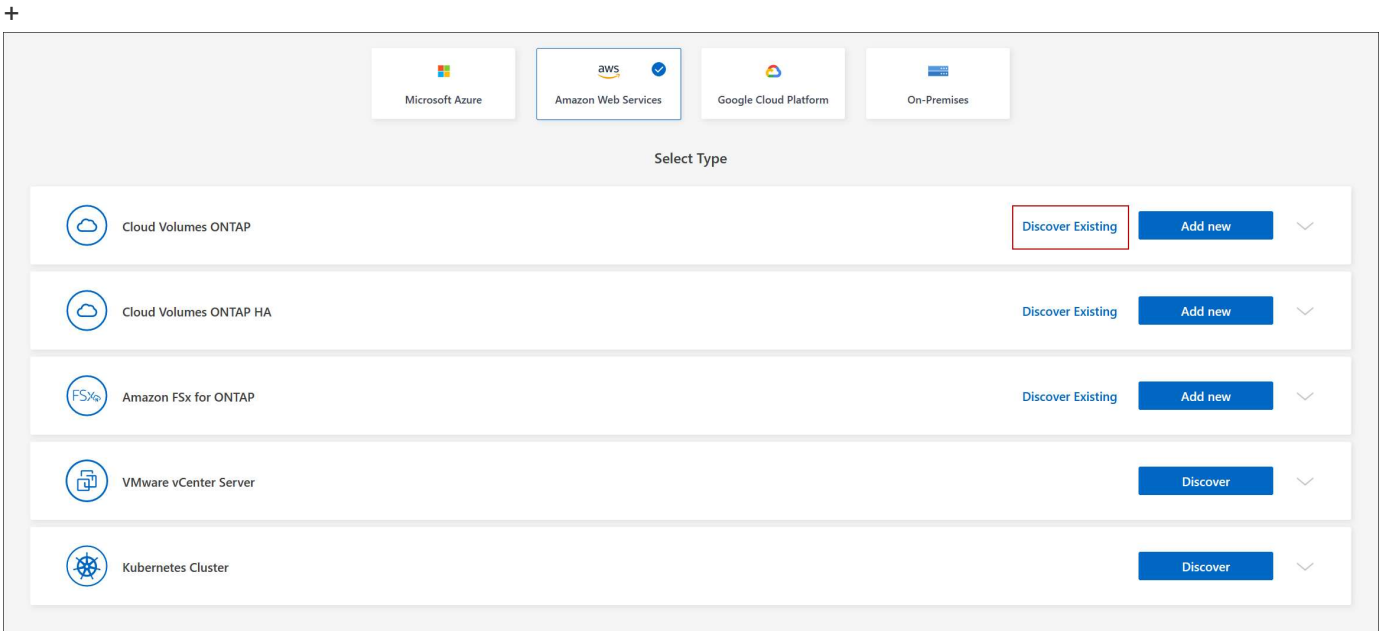 +
aws
Microsoft Azure
Amazon Web Services
Google Cloud Platform
On-Premises
Select Type
Cloud Volumes ONTAP
Discover Existing
Add new
Cloud Volumes ONTAP HA
Discover Existing
Add new
FSx
Amazon FSx for ONTAP
Discover Existing
Add new
VMware vCenter Server
Discover
Kubernetes Cluster
Discover